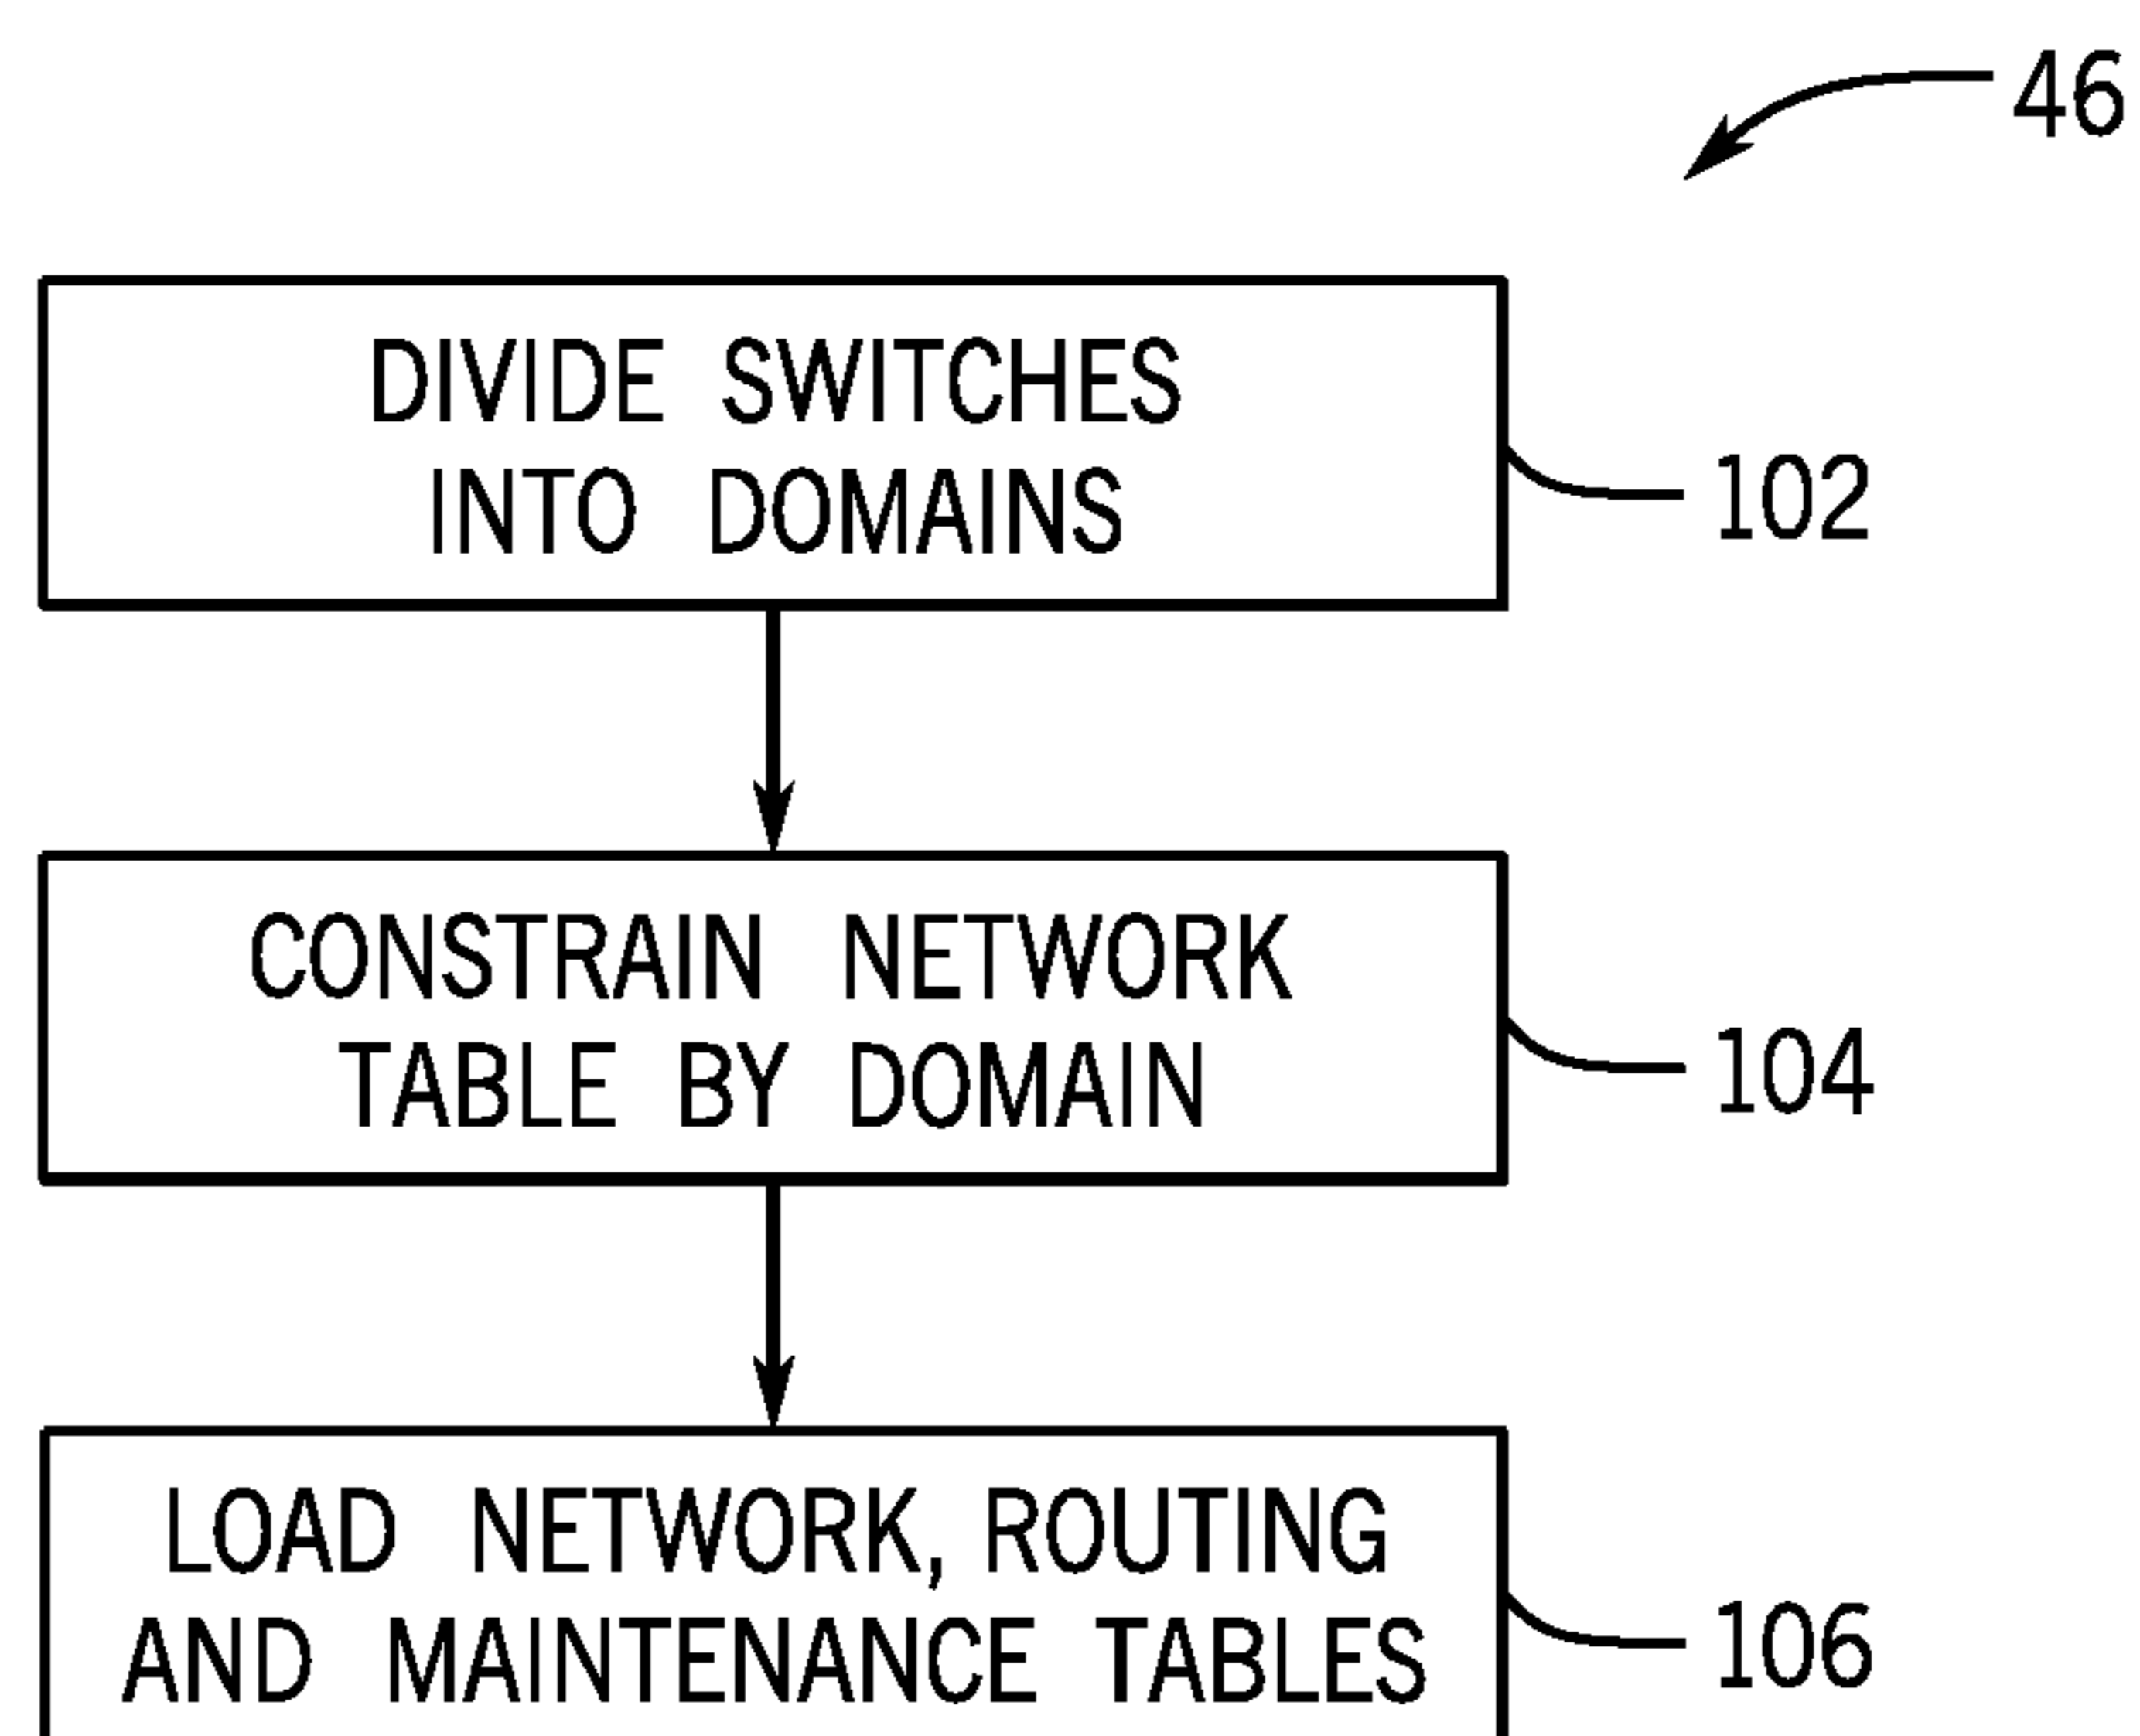 46
DIVIDE SWITCHES
INTO DOMAINS
102
CONSTRAIN NETWORK
TABLE BY DOMAIN
104
LOAD NETWORK, ROUTING
AND MAINTENANCE TABLES
106